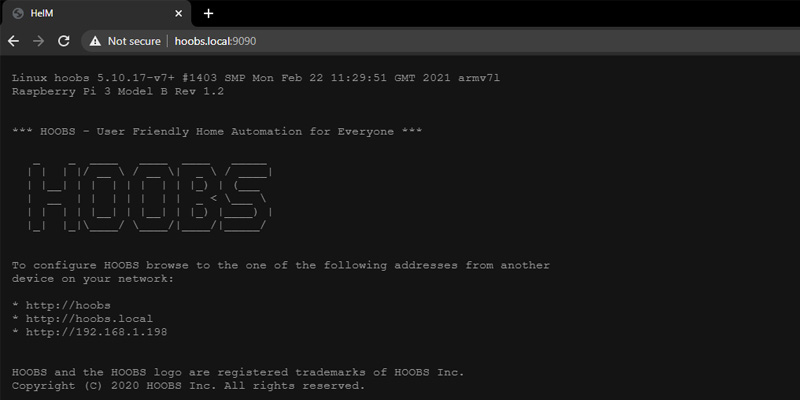 HelM
Not secure
hoobs.local:9090
Linux hoobs 5.10.17-v7+ #1403 SMP Mon Feb 22 11:29:51 GMT 2021 armv7l
Raspberry Pi 3 Model B Rev 1.2
*** HOOBS - User Friendly Home Automation for Everyone ***
HOOBS
To configure HOOBS browse to the one of the following addresses from another
device on your network:
* http://hoobs
* http://hoobs.local
* http://192.168.1.198
HOOBS and the HOOBS logo are registered trademarks of HOOBS Inc.
Copyright (C) 2020 HOOBS Inc. All rights reserved.